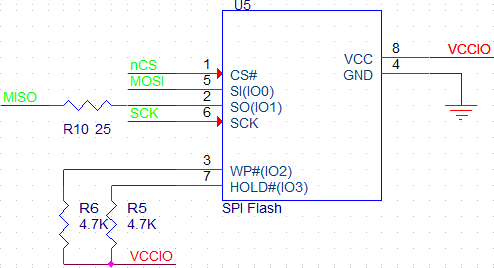 U5
nCS 1 CS#
MOSI 5 SI(IO0)
MISO 2 SO(IO1)
R10 25
SCK 6 SCK
VCC 8 VCCIO
GND 4
3 WP#(IO2)
7 HOLD#(IO3)
R6 R5
4.7K 4.7K
SPI Flash
VCCIO